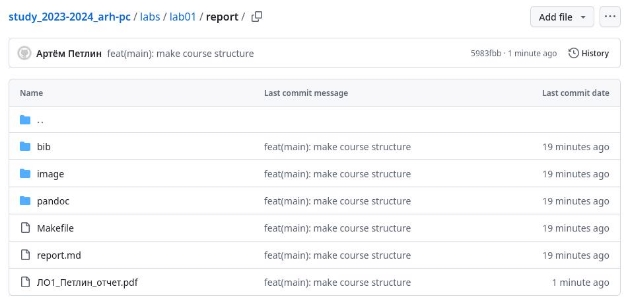 study_2023-2024_arh-pc / labs / lab01 / report /
Add file
Артём Петлин feat(main): make course structure 5983fbb · 1 minute ago History
Name Last commit message Last commit date
..
bib feat(main): make course structure 19 minutes ago
image feat(main): make course structure 19 minutes ago
pandoc feat(main): make course structure 19 minutes ago
Makefile feat(main): make course structure 19 minutes ago
report.md feat(main): make course structure 19 minutes ago
ЛО1_Петлин_отчет.pdf feat(main): make course structure 1 minute ago